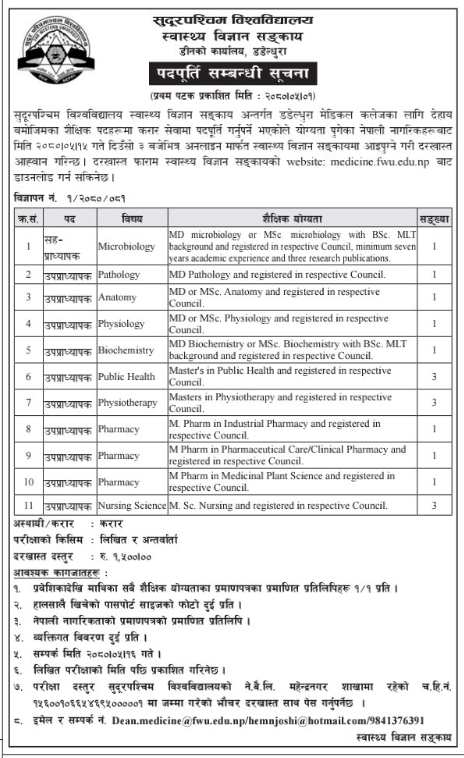 सुदूरपश्चिम विश्वविद्यालय
स्वास्थ्य विज्ञान सङ्काय
डीनको कार्यालय, डडेल्धुरा
पदपूर्ति सम्बन्धी सूचना
(प्रथम पटक प्रकाशित मिति : २०८०।०५।०१)
सुदूरपश्चिम विश्वविद्यालय स्वास्थ्य विज्ञान सङ्काय अन्तर्गत डडेल्धुरा मेडिकल कलेजका लागि देहाय
बमोजिमका शैक्षिक पदहरूमा करार सेवामा पदपूर्ति गर्नुपर्ने भएकोले योग्यता पुगेका नेपाली नागरिकहरूबाट
मिति २०८०।०५।१५ गते दिउँसो ३ बजेभित्र अनलाइन मार्फत स्वास्थ्य विज्ञान सङ्कायमा आइपुग्ने गरी दरखास्त
आह्वान गरिन्छ । दरखास्त फाराम स्वास्थ्य विज्ञान सङ्कायको website: medicine.fwu.edu.np बाट
डाउनलोड गर्न सकिनेछ ।
विज्ञापन नं. १/२०८०/०८१
क्र.सं. पद विषय शैक्षिक योग्यता सङ्ख्या
1 सह-प्राध्यापक Microbiology MD microbiology or MSc microbiology with BSc. MLT
background and registered in respective Council, minimum seven
years academic experience and three research publications. 1
2 उपप्राध्यापक Pathology MD Pathology and registered in respective Council. 1
3 उपप्राध्यापक Anatomy MD or MSc. Anatomy and registered in respective
Council. 1
4 उपप्राध्यापक Physiology MD or MSc. Physiology and registered in respective
Council. 1
5 उपप्राध्यापक Biochemistry MD Biochemistry or MSc. Biochemistry with BSc. MLT
background and registered in respective Council. 1
6 उपप्राध्यापक Public Health Master's in Public Health and registered in respective
Council. 3
7 उपप्राध्यापक Physiotherapy Masters in Physiotherapy and registered in respective
Council. 3
8 उपप्राध्यापक Pharmacy M. Pharm in Industrial Pharmacy and registered in
respective Council. 1
9 उपप्राध्यापक Pharmacy M Pharm in Pharmaceutical Care/Clinical Pharmacy and
registered in respective Council. 1
10 उपप्राध्यापक Pharmacy M Pharm in Medicinal Plant Science and registered in
respective Council. 1
11 उपप्राध्यापक Nursing Science M. Sc. Nursing and registered in respective Council. 3
अस्थायी/करार : करार
परीक्षाको किसिम : लिखित र अन्तर्वार्ता
दरखास्त दस्तुर : रु. १,५००।००
आवश्यक कागजातहरू :
१. प्रवेशिकादेखि माथिका सबै शैक्षिक योग्यताका प्रमाणपत्रका प्रमाणित प्रतिलिपिहरू १/१ प्रति ।
२. हालसालै खिचेको पासपोर्ट साइजको फोटो दुई प्रति ।
३. नेपाली नागरिकताको प्रमाणपत्रको प्रमाणित प्रतिलिपि ।
४. व्यक्तिगत विवरण दुई प्रति ।
५. सम्पर्क मिति २०८०।०५।१६ गते ।
६. लिखित परीक्षाको मिति पछि प्रकाशित गरिनेछ ।
७. परीक्षा दस्तुर सुदूरपश्चिम विश्वविद्यालयको ने.बै.लि. महेन्द्रनगर शाखामा रहेको च.हि.नं.
१५६००१०६६५४६९५००००१ मा जम्मा गरेको भौचर दरखास्त साथ पेस गर्नुपर्नेछ ।
८. इमेल र सम्पर्क नं. Dean.medicine@fwu.edu.np/hemnjoshi@hotmail.com/9841376391
स्वास्थ्य विज्ञान सङ्काय